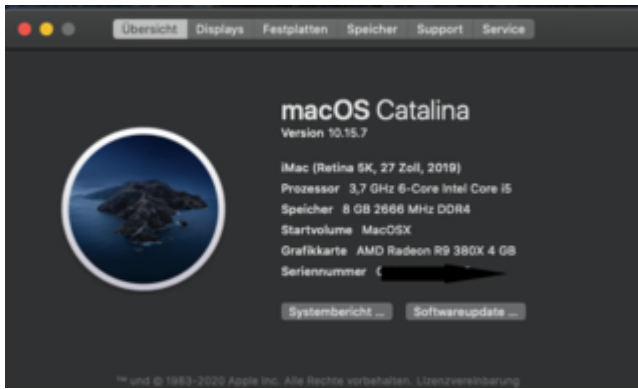 Übersicht Displays Festplatten Speicher Support Service
macOS Catalina
Version 10.15.7
iMac (Retina 5K, 27 Zoll, 2019)
Prozessor 3,7 GHz 6-Core Intel Core i5
Speicher 8 GB 2666 MHz DDR4
Startvolume MacOSX
Grafikkarte AMD Radeon R9 380X 4 GB
Seriennummer
Systembericht ... Softwareupdate ...
™ und © 1983-2020 Apple Inc. Alle Rechte vorbehalten. Lizenzvereinbarung